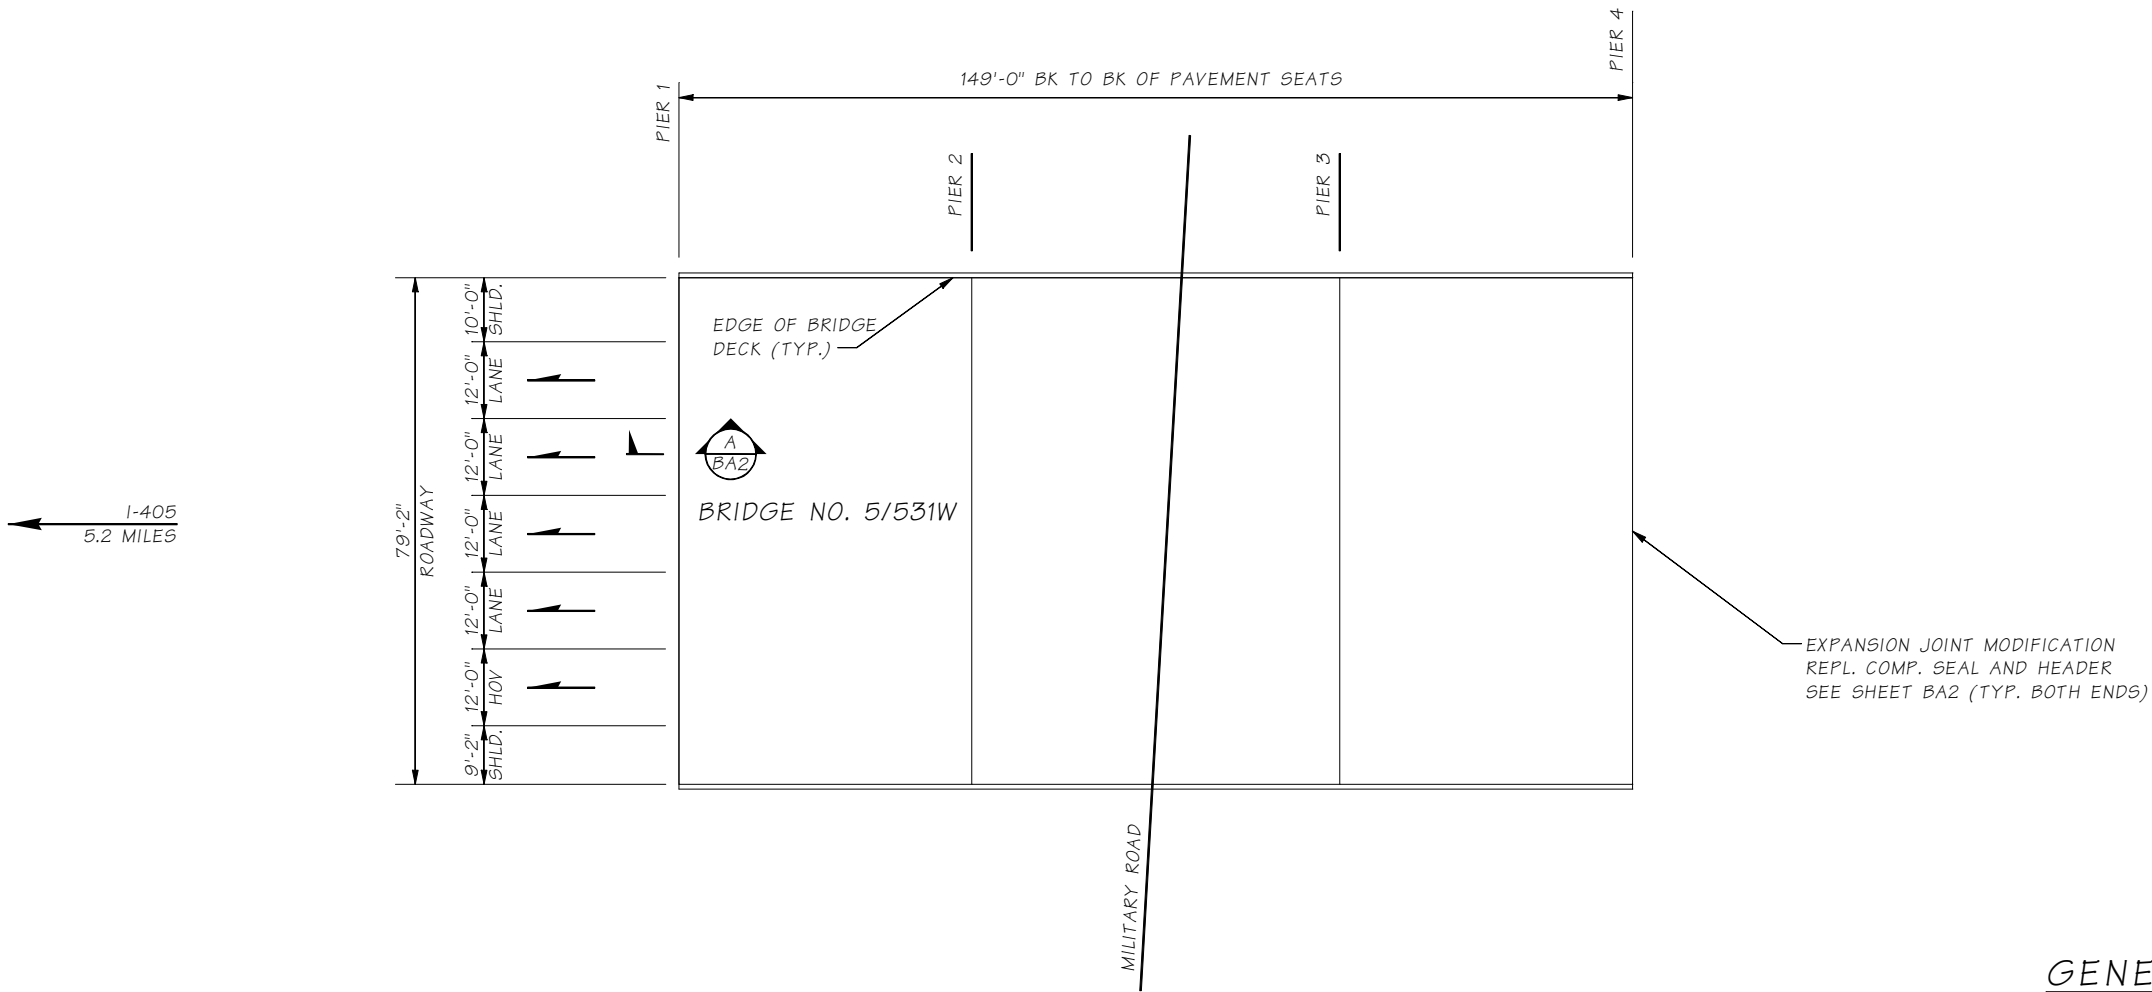 PIER 4
149'-0" BK TO BK OF PAVEMENT SEATS
PIER 1
PIER 2
PIER 3
10'-0"
SHLD.
12'-0"
LANE
12'-0"
LANE
12'-0"
LANE
12'-0"
LANE
12'-0"
HOV
9'-2"
SHLD.
79'-2"
ROADWAY
EDGE OF BRIDGE
DECK (TYP.)
A
BA2
BRIDGE NO. 5/531W
I-405
5.2 MILES
EXPANSION JOINT MODIFICATION
REPL. COMP. SEAL AND HEADER
SEE SHEET BA2 (TYP. BOTH ENDS)
MILITARY ROAD
GENE